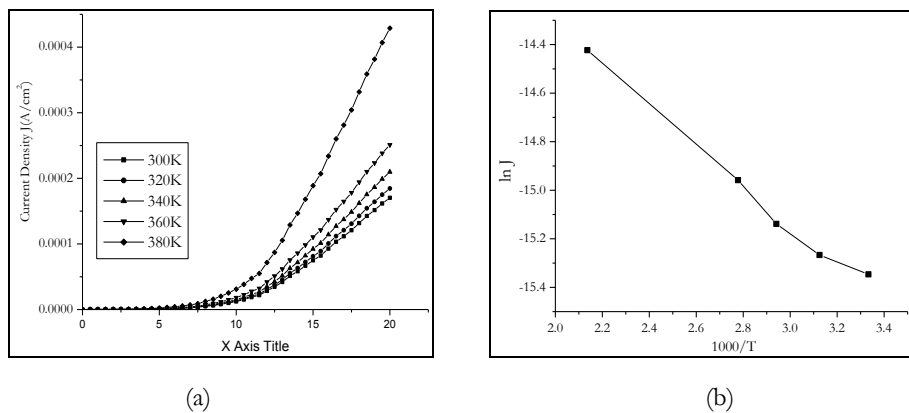 0.0004
0.0003
0.0002
0.0001
0.0000
Current Density J(A/cm²)
300K
320K
340K
360K
380K
0
5
10
15
20
X Axis Title
(a)
-14.4
-14.6
-14.8
-15.0
-15.2
-15.4
ln J
2.0
2.2
2.4
2.6
2.8
3.0
3.2
3.4
1000/T
(b)